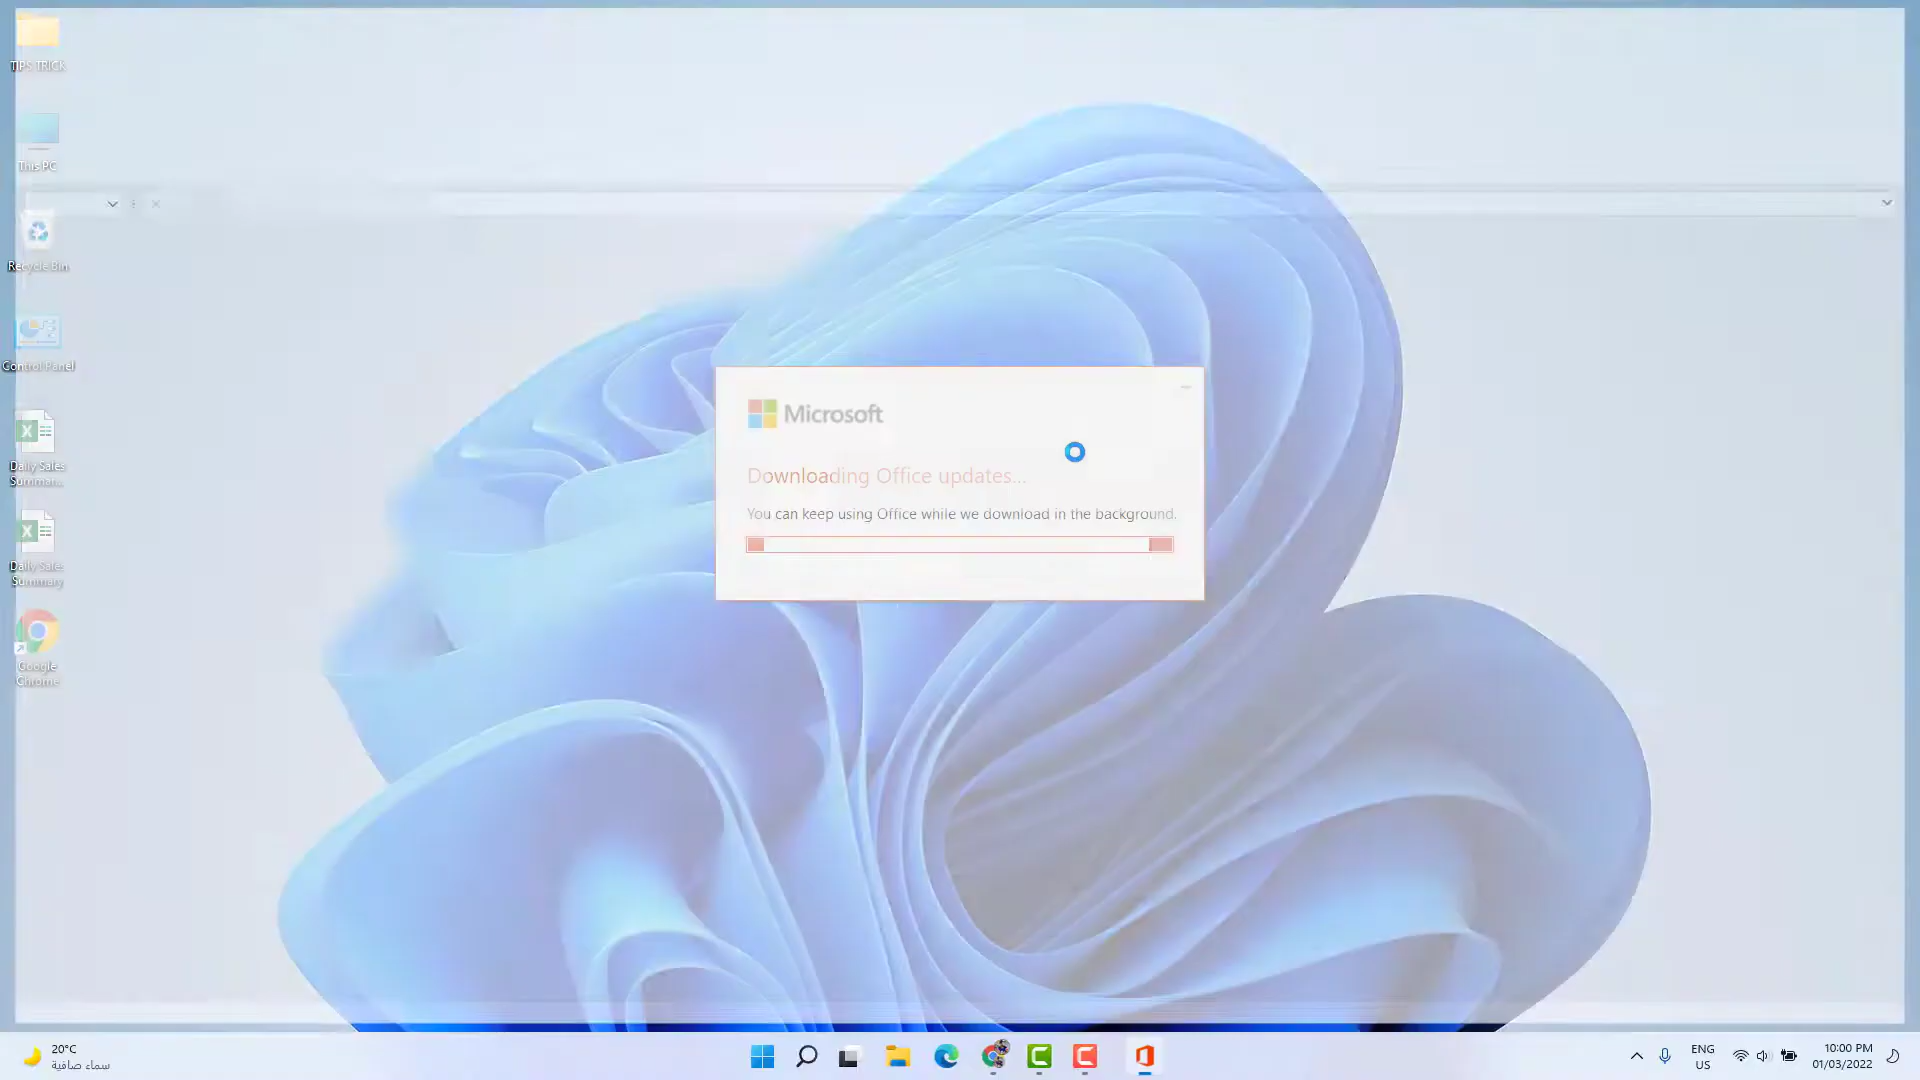 TIPS TRICK
This PC
Recycle Bin
Control Panel
Daily Sales
Summar...
Daily Sale
Summary
Google
Chrome
Microsoft
Downloading Office updates...
You can keep using Office while we download in the background.
20°C
سماء صافية
ENG
US
10:00 PM
01/03/2022